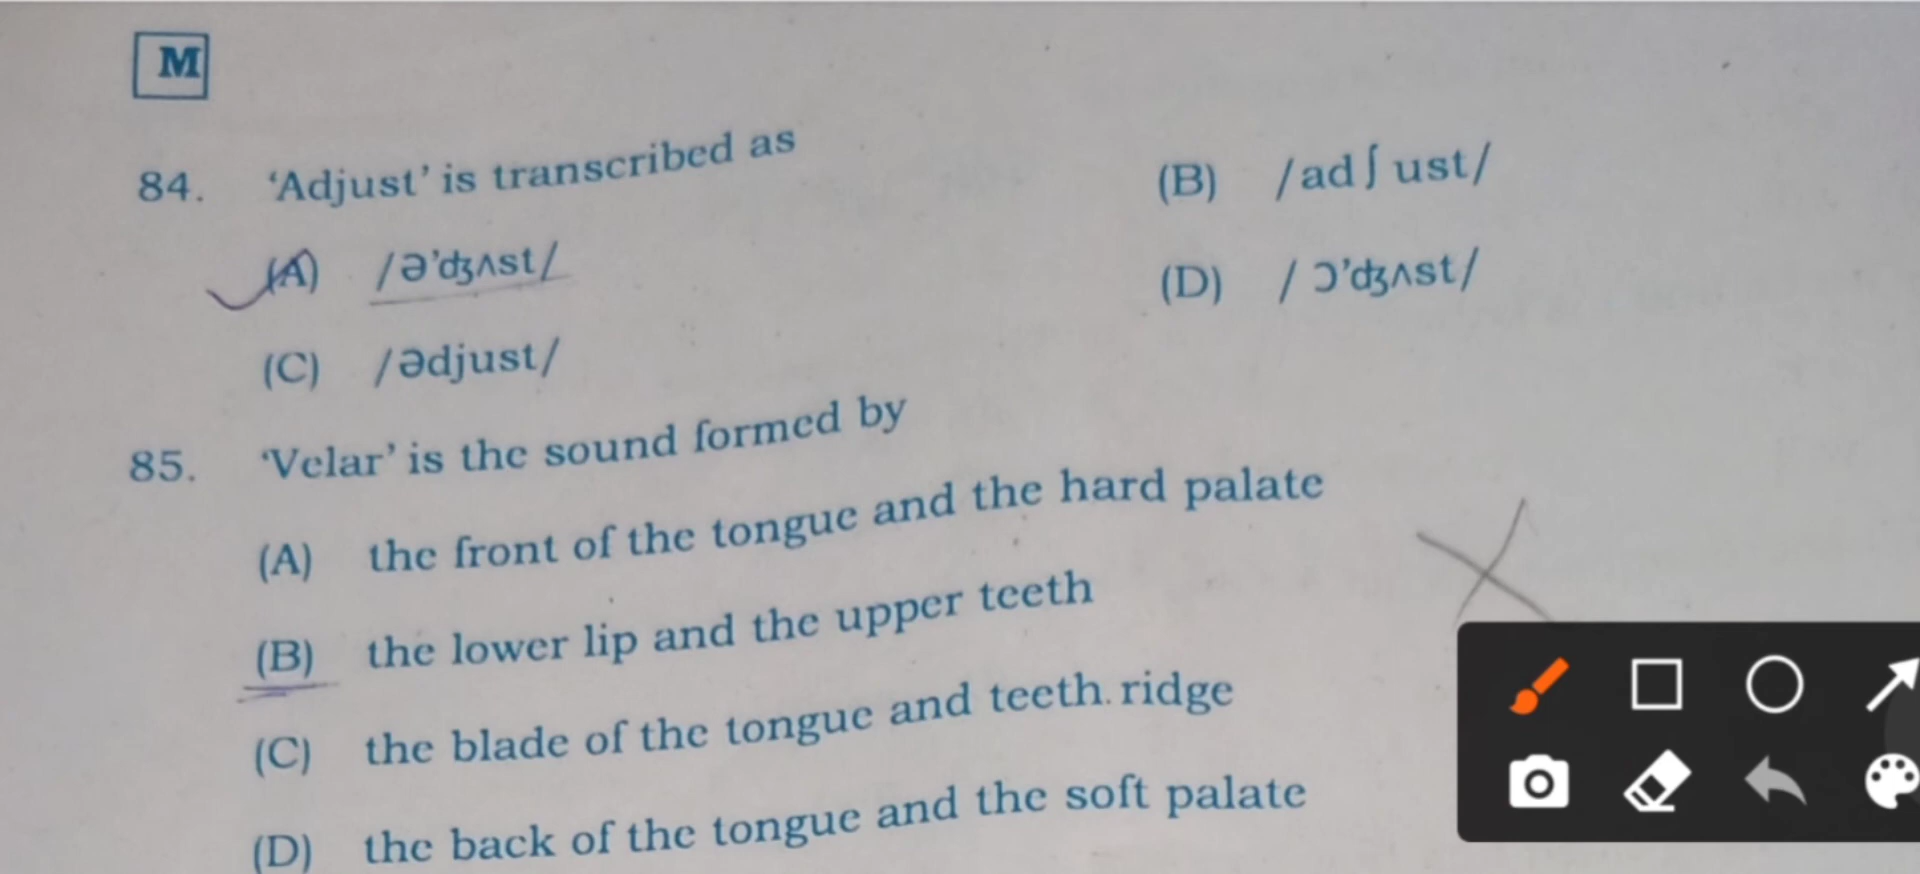 M
84. ‘Adjust’ is transcribed as
(A) /ə’ʤʌst/
(B) /ad ʃ ust/
(C) /Ədjust/
(D) / Ɔ’ʤʌst/
85. ‘Velar’ is the sound formed by
(A) the front of the tongue and the hard palate
(B) the lower lip and the upper teeth
(C) the blade of the tongue and teeth ridge
(D) the back of the tongue and the soft palate